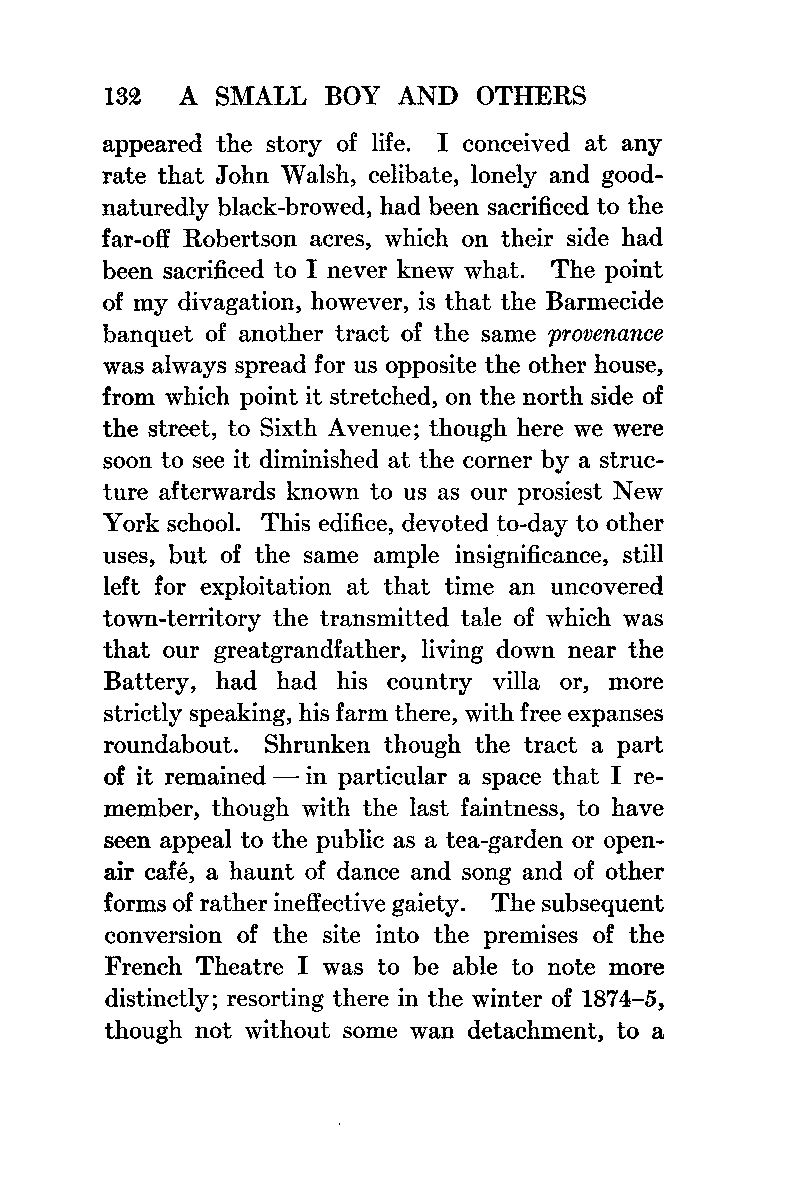 132 A SMALL BOY AND OTHERS
appeared the story of life. I conceived at any
rate that John Walsh, celibate, lonely and good-
naturedly black-browed, had been sacrificed to the
far-off Robertson acres, which on their side had
been sacrificed to I never knew what. The point
of my divagation, however, is that the Barmecide
banquet of another tract of the same provenance
was always spread for us opposite the other house,
from which point it stretched, on the north side of
the street, to Sixth Avenue; though here we were
soon to see it diminished at the corner by a struc-
ture afterwards known to us as our prosiest New
York school. This edifice, devoted to-day to other
uses, but of the same ample insignificance, still
left for exploitation at that time an uncovered
town-territory the transmitted tale of which was
that our greatgrandfather, living down near the
Battery, had had his country villa or, more
strictly speaking, his farm there, with free expanses
roundabout. Shrunken though the tract a part
of it remained — in particular a space that I re-
member, though with the last faintness, to have
seen appeal to the public as a tea-garden or open-
air café, a haunt of dance and song and of other
forms of rather ineffective gaiety. The subsequent
conversion of the site into the premises of the
French Theatre I was to be able to note more
distinctly; resorting there in the winter of 1874–5,
though not without some wan detachment, to a